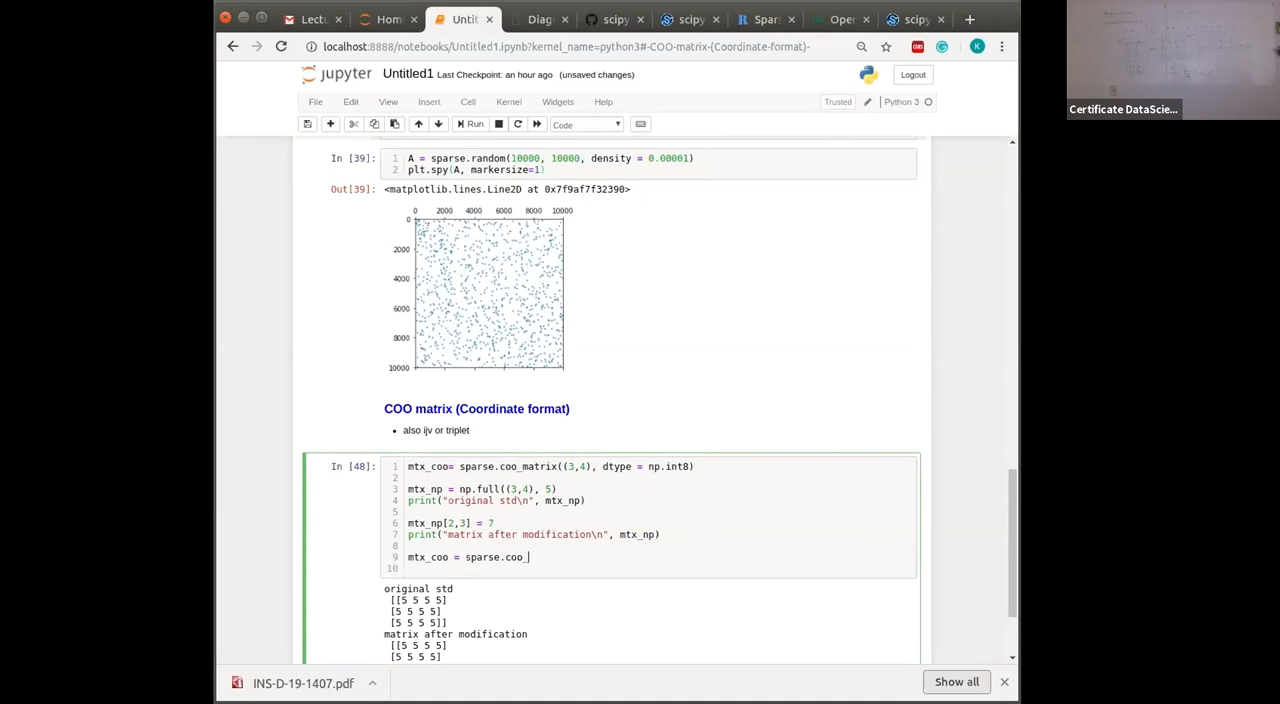 Lectu
Home
Untit
Diag
scipy
scipy
Spars
Oper
scipy
localhost:8888/notebooks/Untitled1.ipynb?kernel_name=python3#-COO-matrix-(Coordinate-format)-
CORS
K
jupyter Untitled1 Last Checkpoint: an hour ago (unsaved changes)
Logout
File Edit View Insert Cell Kernel Widgets Help
Trusted
Python 3
Run
Code
In [39]:
1 A = sparse.random(10000, 10000, density = 0.00001)
2 plt.spy(A, markersize=1)
Out[39]: <matplotlib.lines.Line2D at 0x7f9af7f32390>
0 2000 4000 6000 8000 10000
0
2000
4000
6000
8000
10000
COO matrix (Coordinate format)
• also ijv or triplet
In [48]:
1 mtx_coo= sparse.coo_matrix((3,4), dtype = np.int8)
2
3 mtx_np = np.full((3,4), 5)
4 print("original std\n", mtx_np)
5
6 mtx_np[2,3] = 7
7 print("matrix after modification\n", mtx_np)
8
9 mtx_coo = sparse.coo_
10
original std
[[5 5 5 5]
[5 5 5 5]
[5 5 5 5]]
matrix after modification
[[5 5 5 5]
[5 5 5 5]
INS-D-19-1407.pdf
Show all
Certificate DataScie...